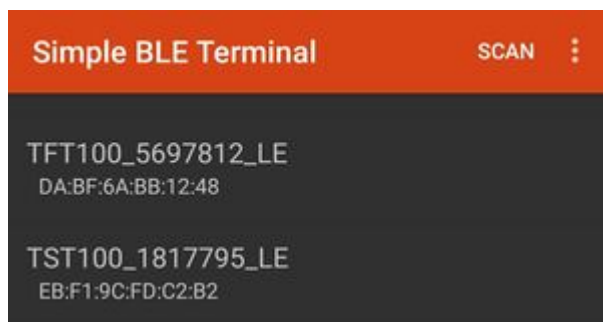 Simple BLE Terminal SCAN
TFT100_5697812_LE
DA:BF:6A:BB:12:48
TST100_1817795_LE
EB:F1:9C:FD:C2:B2